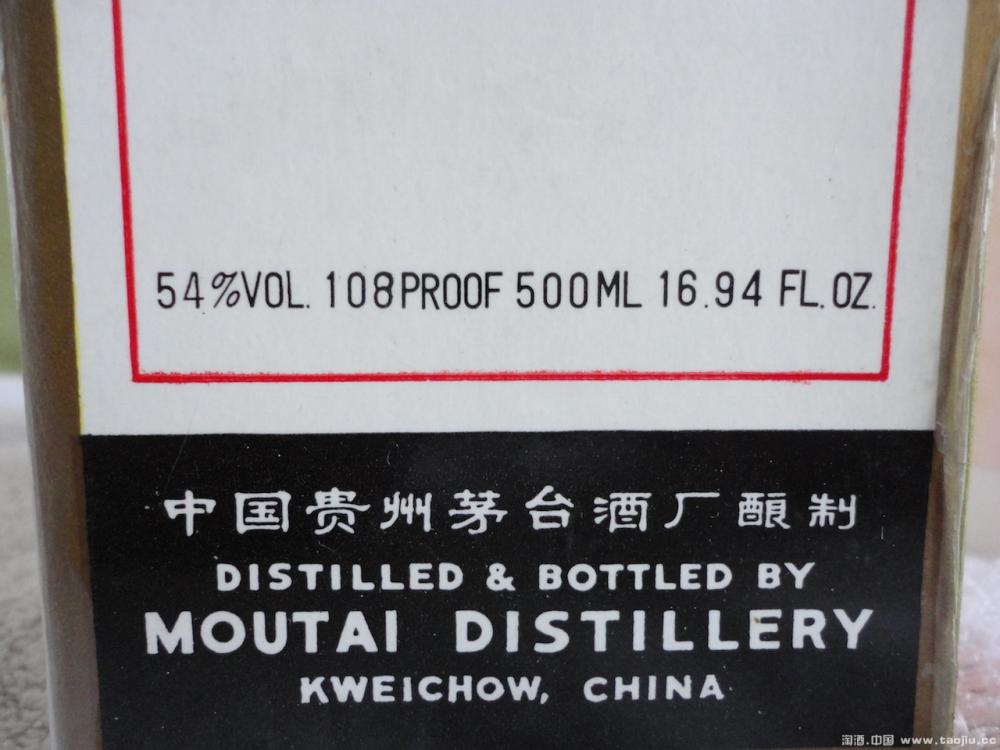 54%VOL. 108PROOF 500ML 16.94 FL.OZ.
中国贵州茅台酒厂酿制
DISTILLED & BOTTLED BY
MOUTAI DISTILLERY
KWEICHOW, CHINA
淘酒.中国 www.taojiu.cc